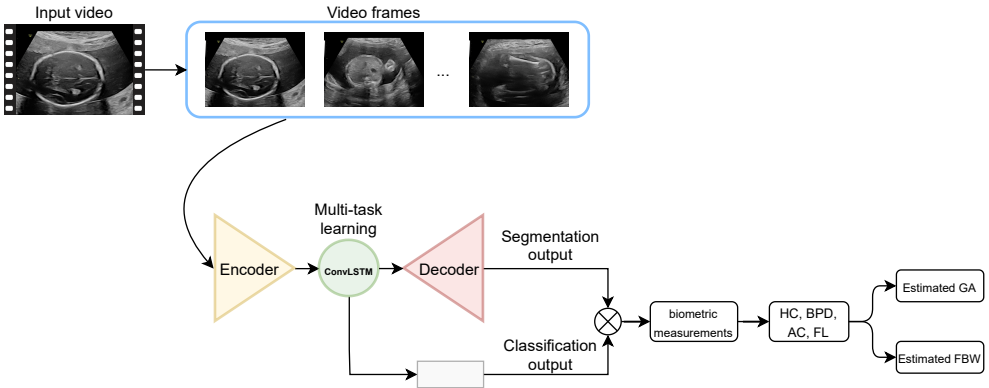 Input video
Video frames
...
Multi-task
learning
Encoder
ConvLSTM
Decoder
Segmentation
output
Classification
output
biometric
measurements
HC, BPD,
AC, FL
Estimated GA
Estimated FBW